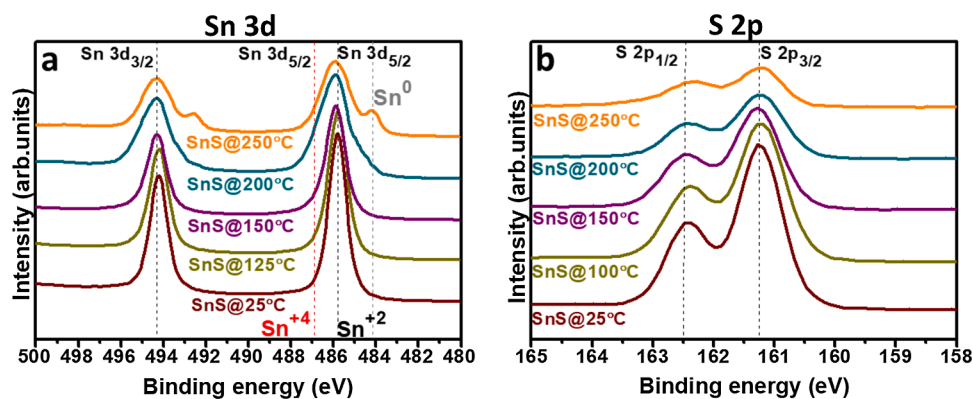 Sn 3d
a
Sn 3d3/2
Sn 3d5/2
Sn 3d5/2
Sn0
SnS@250°C
SnS@200°C
SnS@150°C
SnS@125°C
SnS@25°C
Sn+4
Sn+2
Intensity (arb.units)
500 498 496 494 492 490 488 486 484 482 480
Binding energy (eV)
S 2p
b
S 2p1/2
S 2p3/2
SnS@250°C
SnS@200°C
SnS@150°C
SnS@100°C
SnS@25°C
Intensity (arb.units)
165 164 163 162 161 160 159 158
Binding energy (eV)